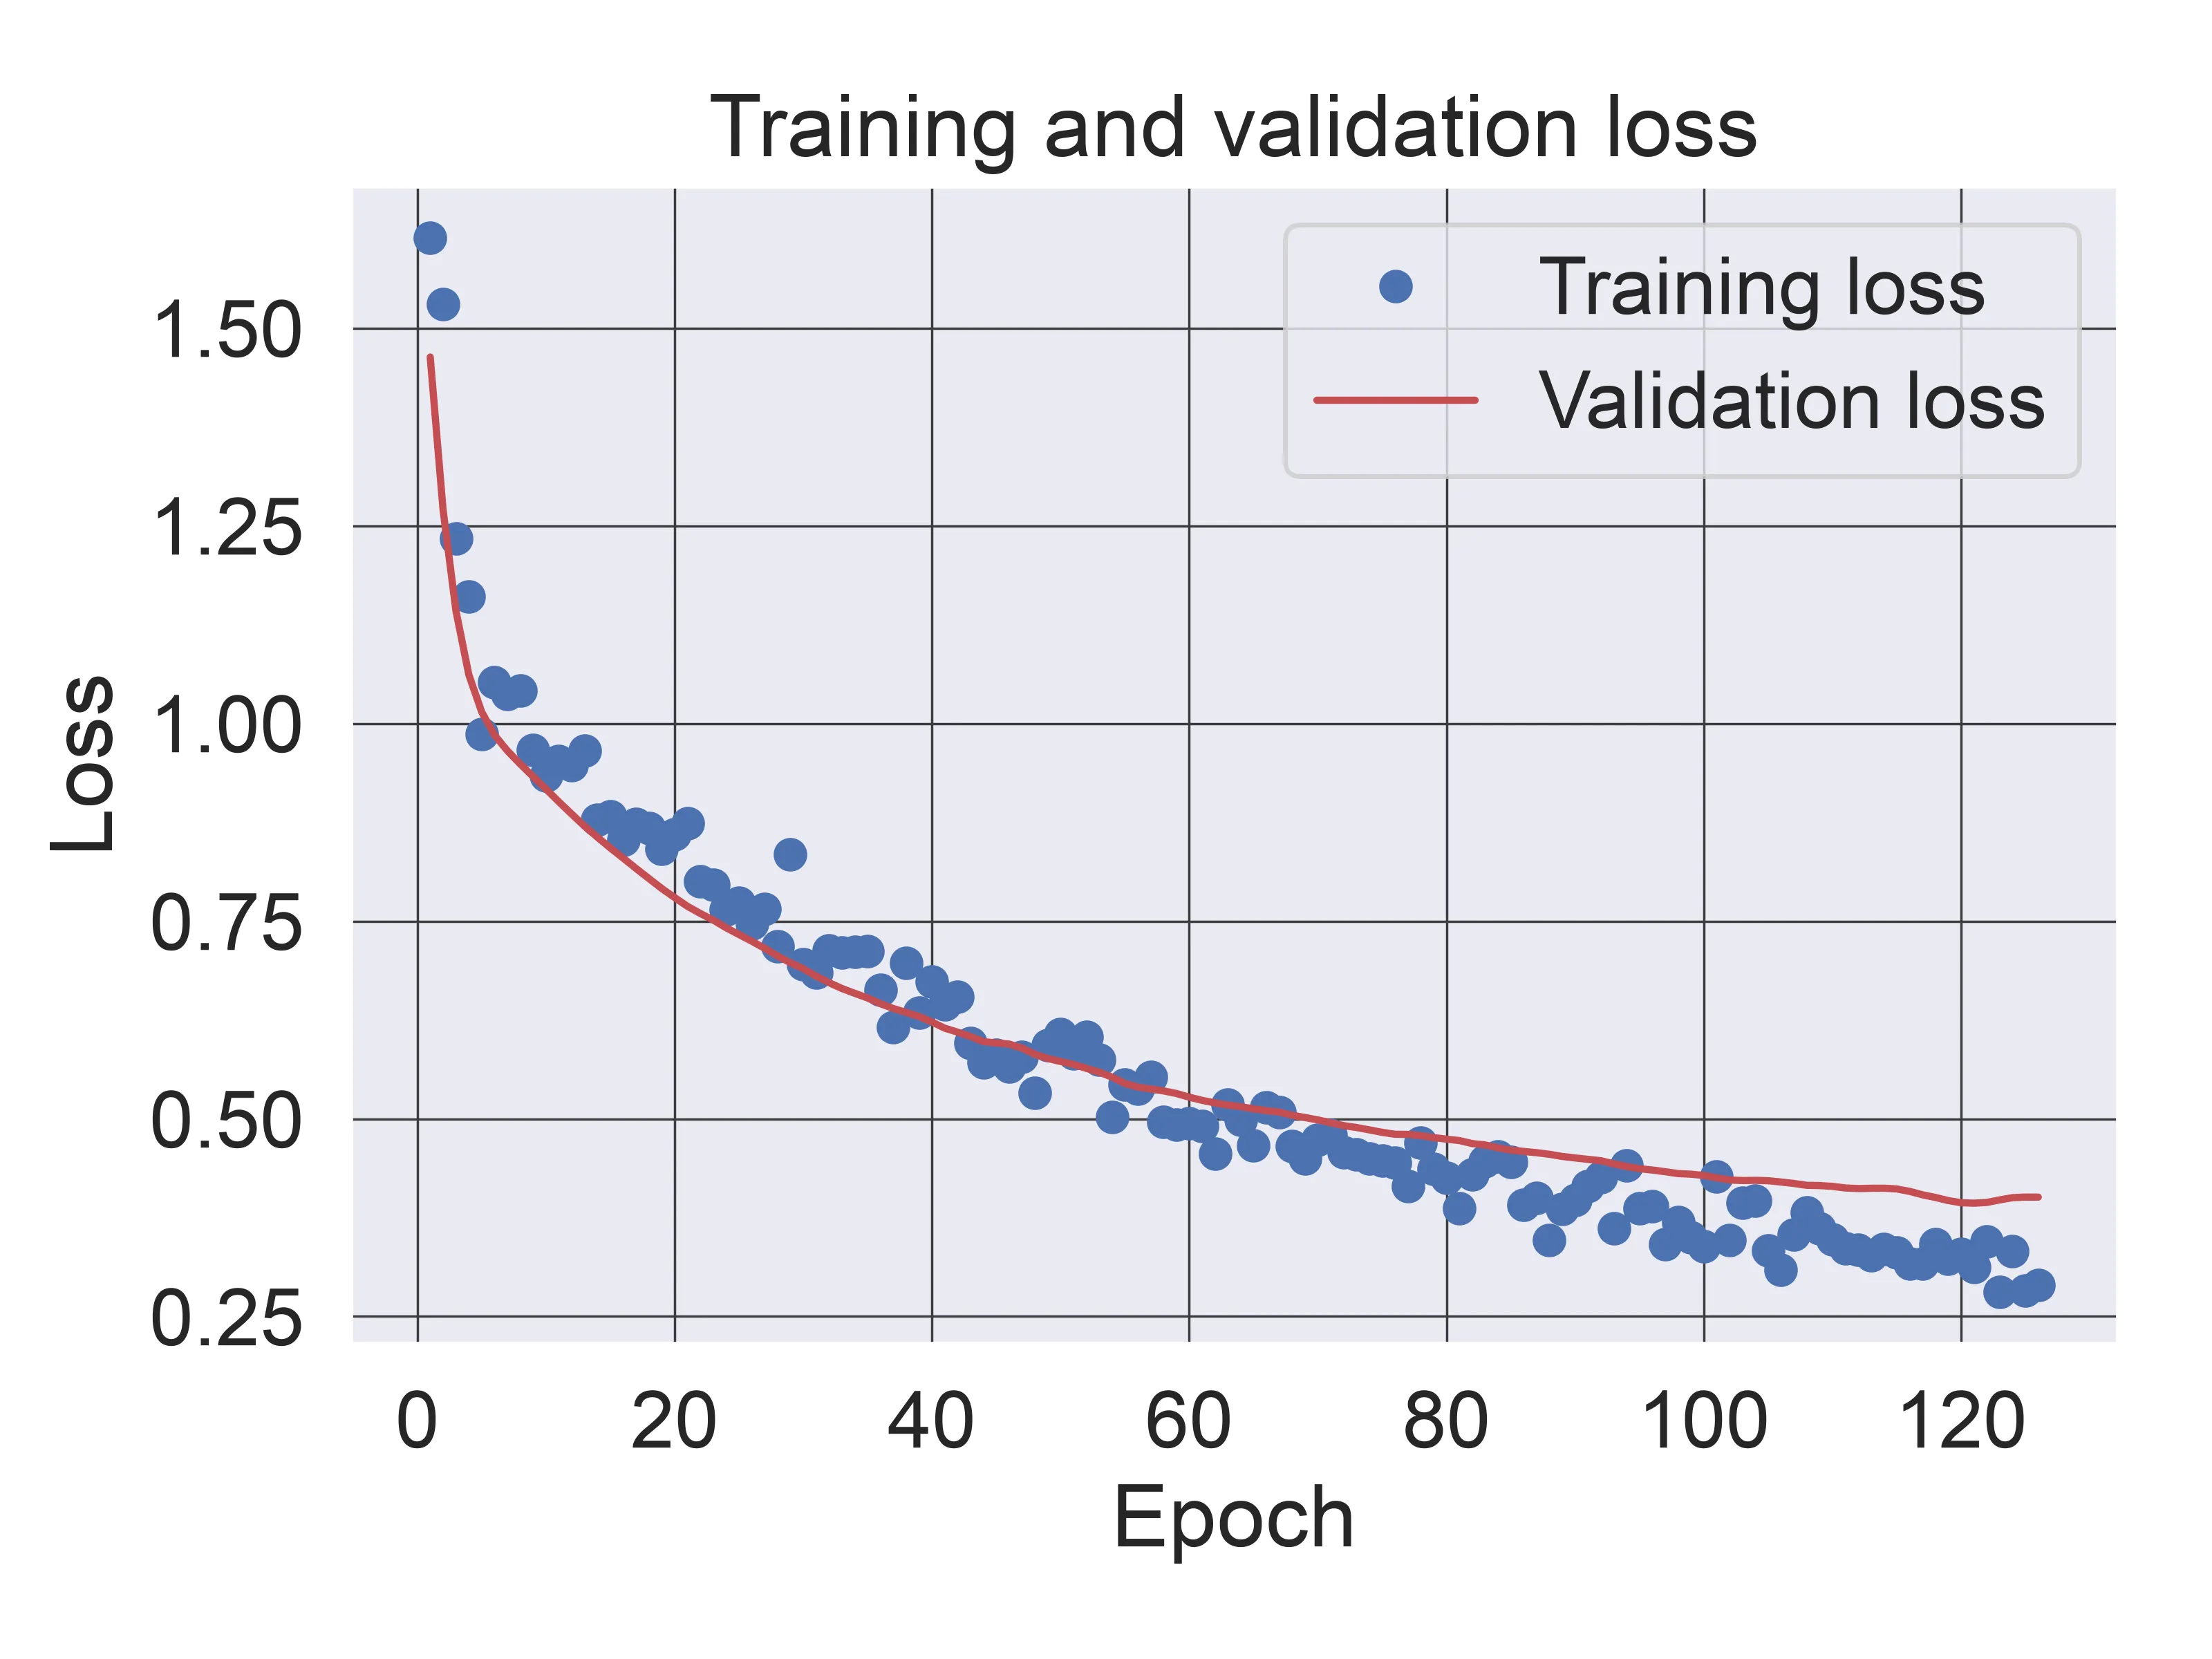 Training and validation loss
Training loss
Validation loss
1.50
1.25
1.00
0.75
0.50
0.25
Loss
0 20 40 60 80 100 120
Epoch